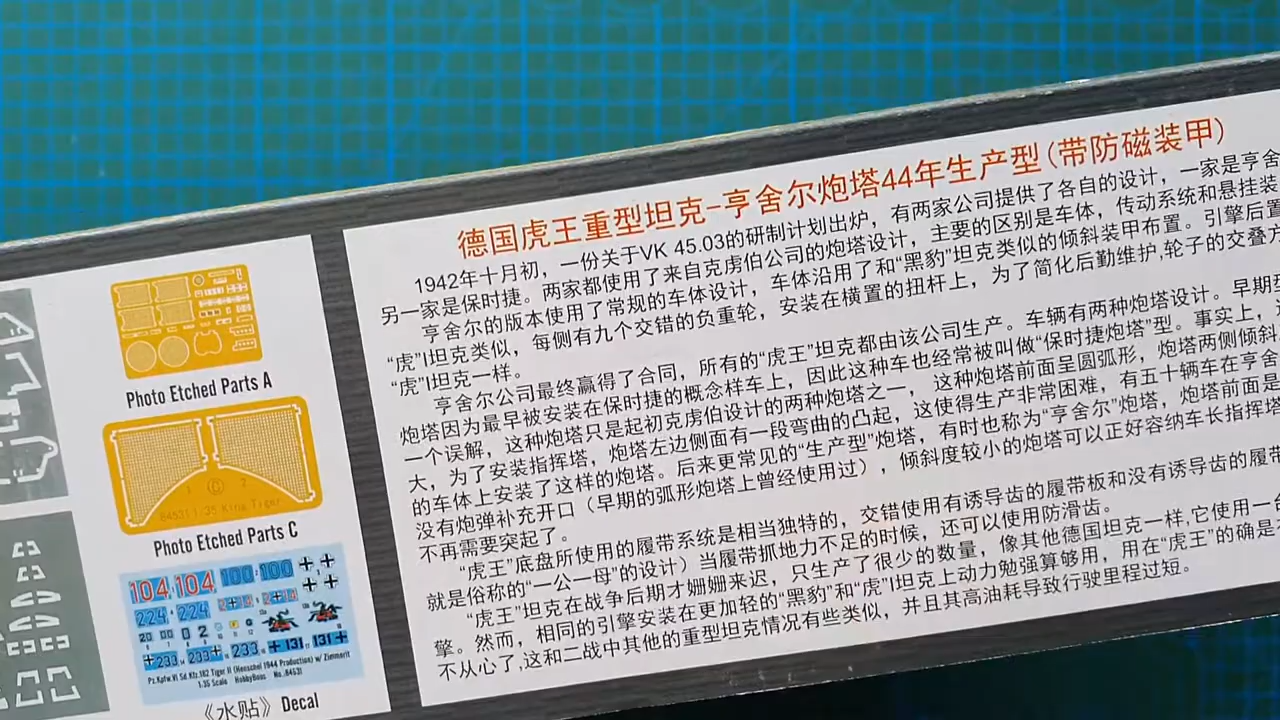 Photo Etched Parts A
1 C 2
84531 1:35 King Tiger
Photo Etched Parts C
104 104 100 100
224 224
233 233 233 131 131
Pz.Kpfw.VI Sd.Kfz.182 Tiger II (Henschel 1944 Production) w/ Zimmerit
1:35 Scale HobbyBoss No.:84531
《水贴》 Decal
德国虎王重型坦克-亨舍尔炮塔44年生产型(带防磁装甲)
1942年十月初，一份关于VK 45.03的研制计划出炉，有两家公司提供了各自的设计，一家是亨舍
另一家是保时捷。两家都使用了来自克虏伯公司的炮塔设计，主要的区别是车体，传动系统和悬挂装
亨舍尔的版本使用了常规的车体设计，车体沿用了和“黑豹”坦克类似的倾斜装甲布置。引擎后置
“虎”I坦克类似，每侧有九个交错的负重轮，安装在横置的扭杆上，为了简化后勤维护,轮子的交叠方
“虎”I坦克一样。
亨舍尔公司最终赢得了合同，所有的“虎王”坦克都由该公司生产。车辆有两种炮塔设计。早期型
炮塔因为最早被安装在保时捷的概念样车上，因此这种车也经常被叫做“保时捷炮塔”型。事实上，
一个误解，这种炮塔只是起初克虏伯设计的两种炮塔之一， 这种炮塔前面呈圆弧形，炮塔两侧倾斜
大，为了安装指挥塔，炮塔左边侧面有一段弯曲的凸起，这使得生产非常困难，有五十辆车在亨舍
的车体上安装了这样的炮塔。后来更常见的“生产型”炮塔，有时也称为“亨舍尔”炮塔，炮塔前面是
没有炮弹补充开口（早期的弧形炮塔上曾经使用过），倾斜度较小的炮塔可以正好容纳车长指挥塔
不再需要突起了。
“虎王”底盘所使用的履带系统是相当独特的，交错使用有诱导齿的履带板和没有诱导齿的履带
就是俗称的“一公一母”的设计）当履带抓地力不足的时候，还可以使用防滑齿。
“虎王”坦克在战争后期才姗姗来迟，只生产了很少的数量，像其他德国坦克一样,它使用一
擎。然而，相同的引擎安装在更加轻的“黑豹”和“虎”I坦克上动力勉强算够用，用在“虎王”的确是
不从心了,这和二战中其他的重型坦克情况有些类似，并且其高油耗导致行驶里程过短。